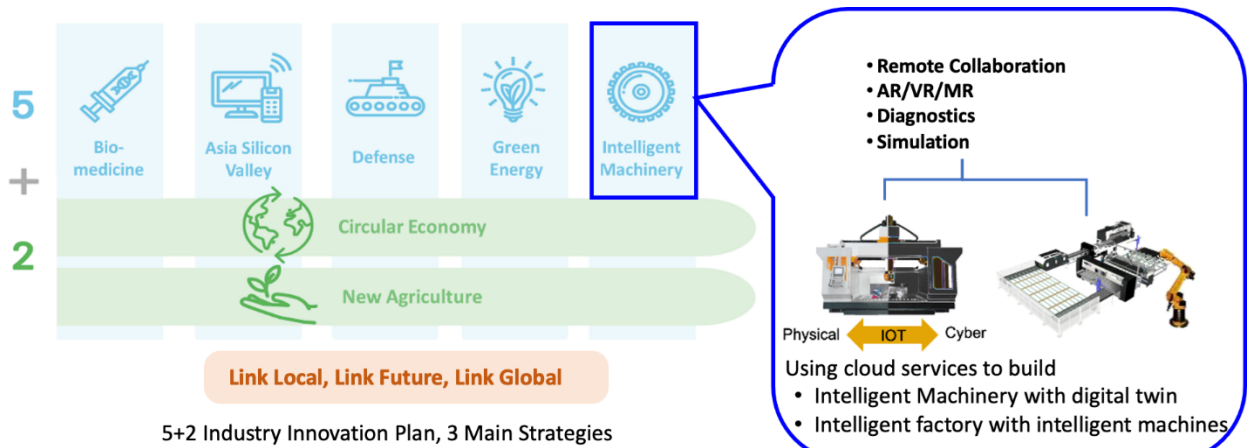 5
+
2
Bio-
medicine
Asia Silicon
Valley
Defense
Green
Energy
Intelligent
Machinery
Circular Economy
New Agriculture
Link Local, Link Future, Link Global
5+2 Industry Innovation Plan, 3 Main Strategies
• Remote Collaboration
• AR/VR/MR
• Diagnostics
• Simulation
Physical IOT Cyber
Using cloud services to build
• Intelligent Machinery with digital twin
• Intelligent factory with intelligent machines